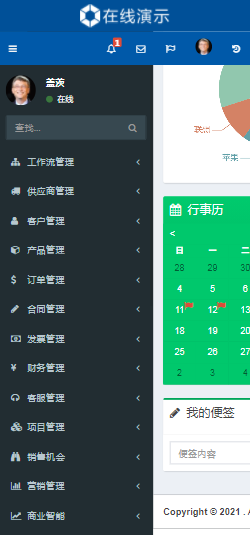 在线演示
1
盖茨
在线
查找...
工作流管理
供应商管理
客户管理
产品管理
订单管理
合同管理
发票管理
财务管理
客服管理
项目管理
销售机会
营销管理
商业智能
苹果
行事历
<
日 一 二
28 29 30
4 5 6
11 12 13
18 19 20
25 26 27
2 3 4
我的便签
便签内容
Copyright © 2021 .